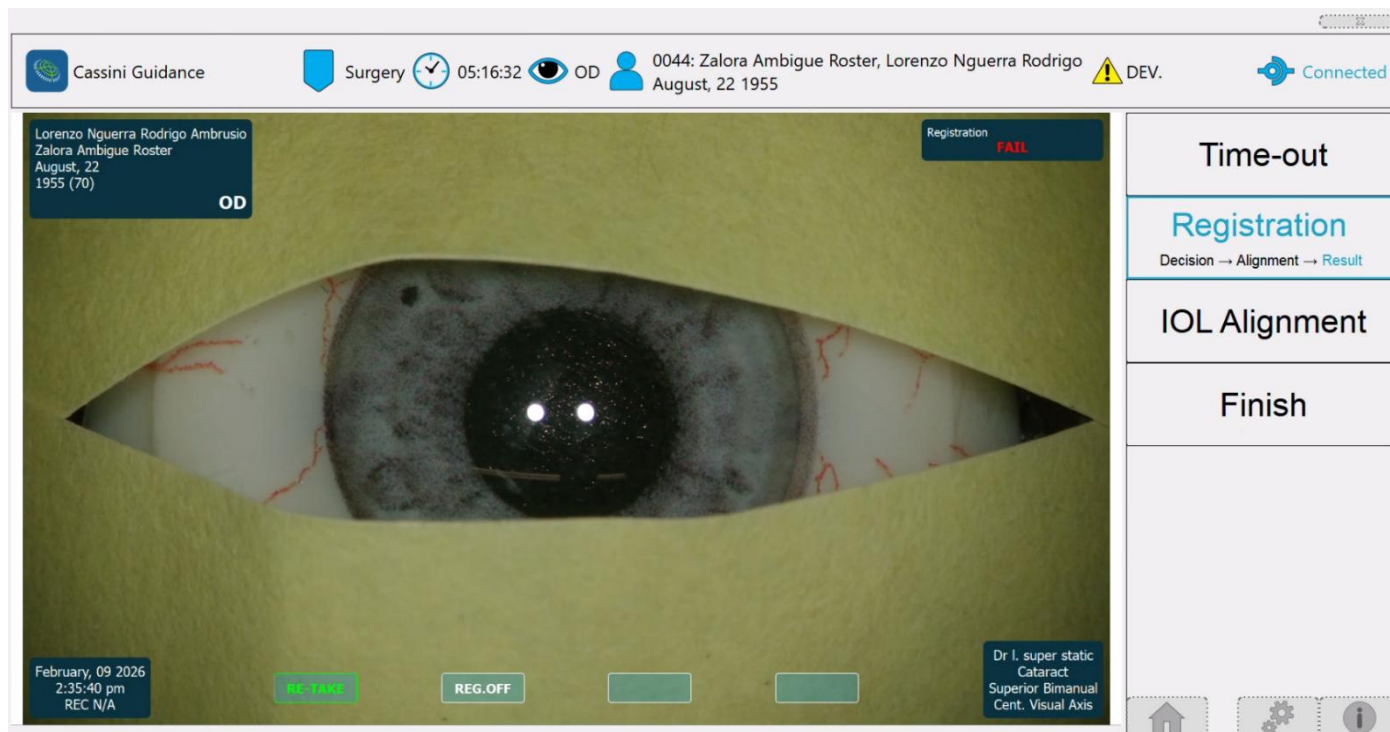 Cassini Guidance
Surgery
05:16:32
OD
0044: Zalora Ambigue Roster, Lorenzo Nguerra Rodrigo
August, 22 1955
DEV.
Connected
Lorenzo Nguerra Rodrigo Ambrusio
Zalora Ambigue Roster
August, 22
1955 (70)
OD
Registration
FAIL
Time-out
Registration
Decision → Alignment → Result
IOL Alignment
Finish
February, 09 2026
2:35:40 pm
REC N/A
RE-TAKE
REG.OFF
Dr I. super static
Cataract
Superior Bimanual
Cent. Visual Axis